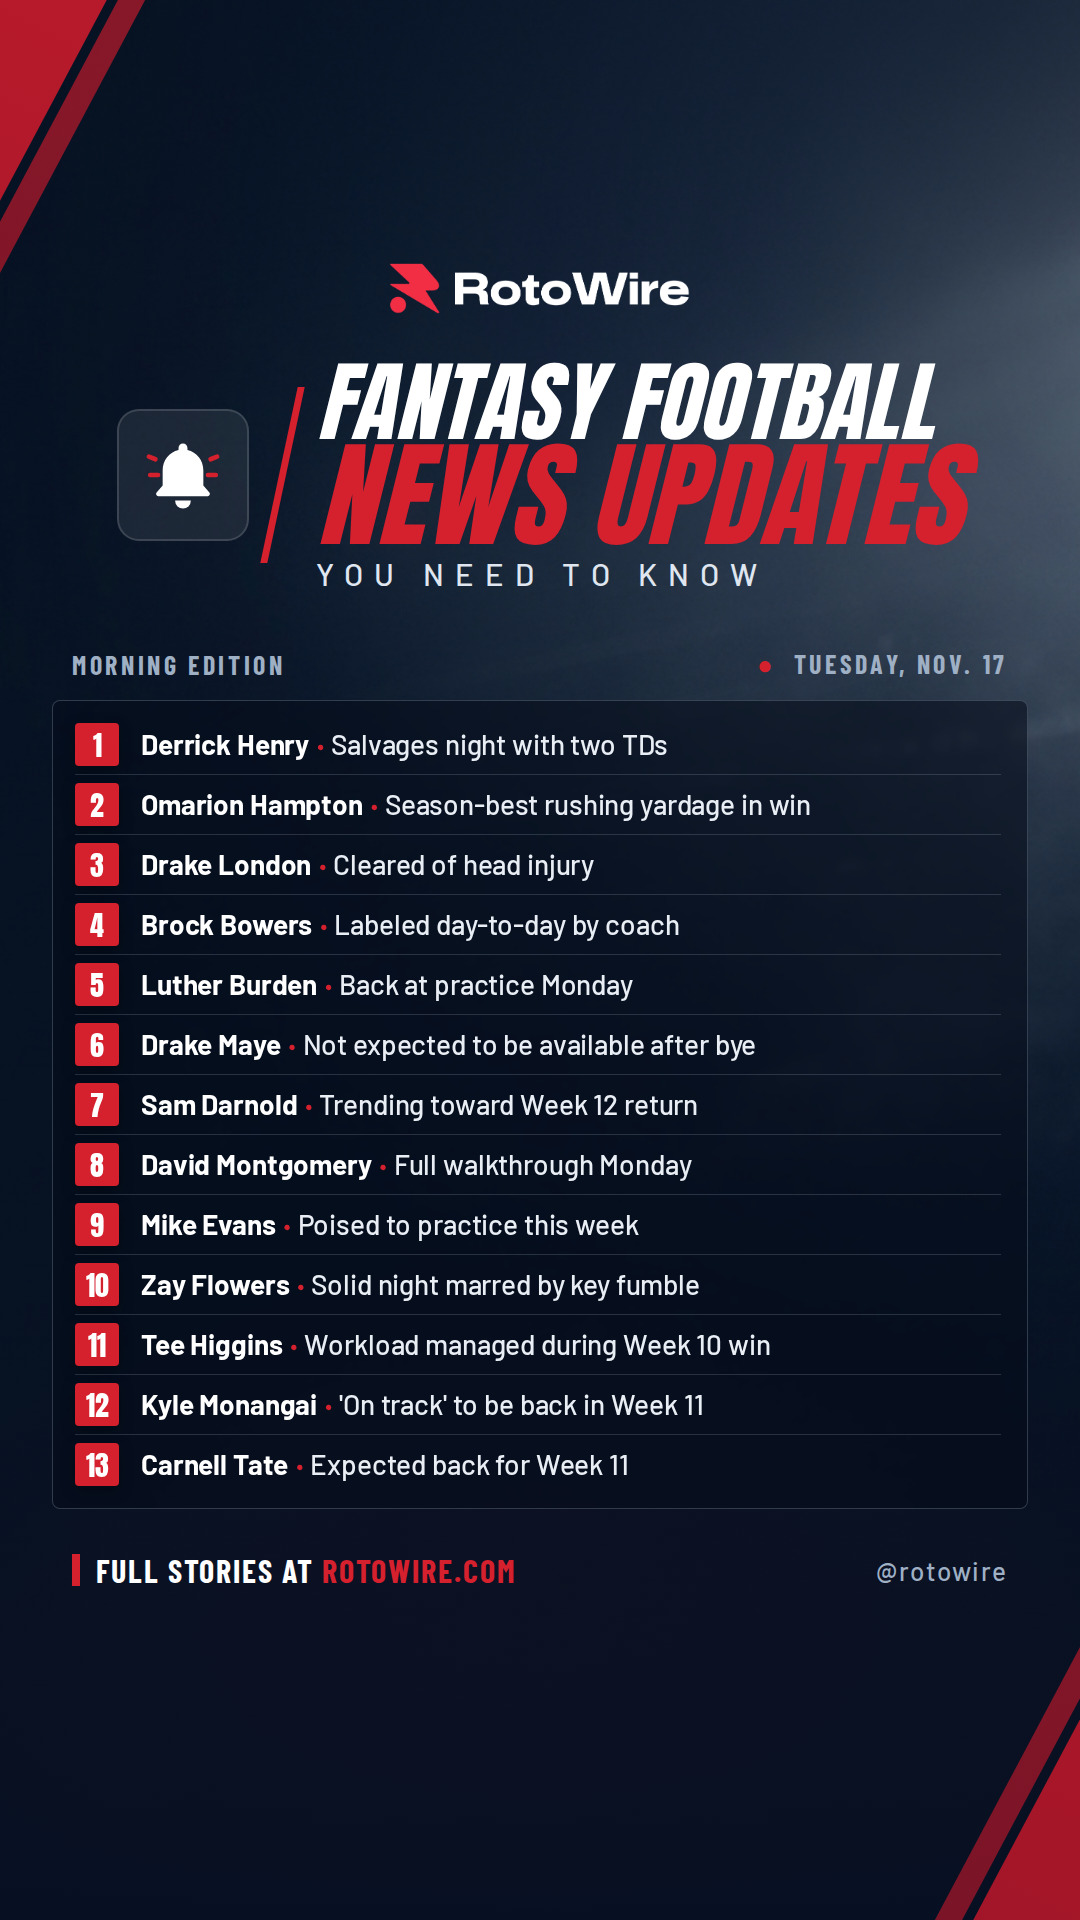 RotoWire
FANTASY FOOTBALL
NEWS UPDATES
YOU NEED TO KNOW
MORNING EDITION
• TUESDAY, NOV. 17
1 Derrick Henry • Salvages night with two TDs
2 Omarion Hampton • Season-best rushing yardage in win
3 Drake London • Cleared of head injury
4 Brock Bowers • Labeled day-to-day by coach
5 Luther Burden • Back at practice Monday
6 Drake Maye • Not expected to be available after bye
7 Sam Darnold • Trending toward Week 12 return
8 David Montgomery • Full walkthrough Monday
9 Mike Evans • Poised to practice this week
10 Zay Flowers • Solid night marred by key fumble
11 Tee Higgins • Workload managed during Week 10 win
12 Kyle Monangai • 'On track' to be back in Week 11
13 Carnell Tate • Expected back for Week 11
FULL STORIES AT ROTOWIRE.COM
@rotowire